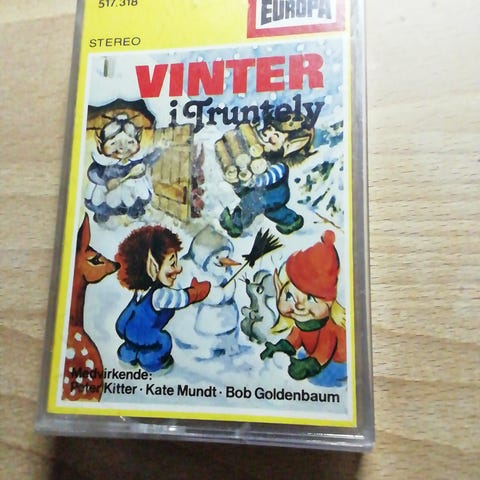 517.318
EUROPA
STEREO
VINTER
i Truntely
Medvirkende:
Peter Kitter · Kate Mundt · Bob Goldenbaum